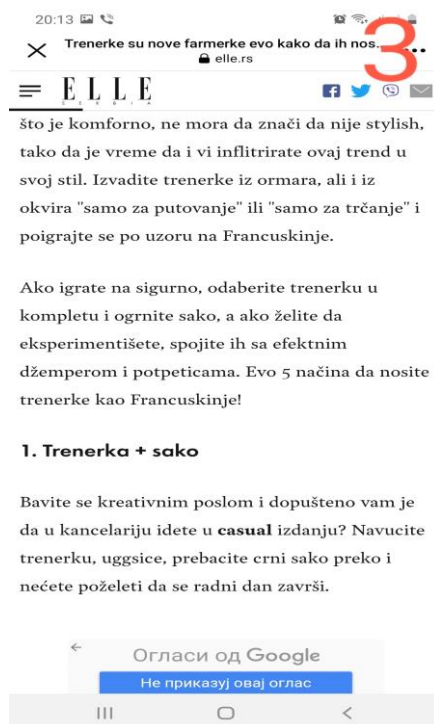 20:13
3
Trenerke su nove farmerke evo kako da ih nos...
elle.rs
ELLE
SERBIA
što je komforno, ne mora da znači da nije stylish,
tako da je vreme da i vi inflitrirate ovaj trend u
svoj stil. Izvadite trenerke iz ormara, ali i iz
okvira "samo za putovanje" ili "samo za trčanje" i
poigrajte se po uzoru na Francuskinje.
Ako igrate na sigurno, odaberite trenerku u
kompletu i ogrnite sako, a ako želite da
eksperimentišete, spojite ih sa efektnim
džemperom i potpeticama. Evo 5 načina da nosite
trenerke kao Francuskinje!
1. Trenerka + sako
Bavite se kreativnim poslom i dopušteno vam je
da u kancelariju idete u casual izdanju? Navucite
trenerku, uggsice, prebacite crni sako preko i
nećete poželeti da se radni dan završi.
Огласи од Google
Не приказуј овај оглас